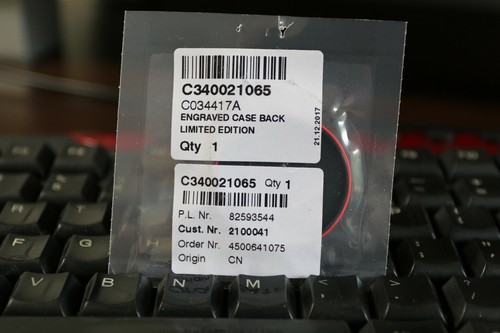 C340021065
C034417A
ENGRAVED CASE BACK
LIMITED EDITION
Qty 1
21.12.2017
C340021065 Qty 1
P.L. Nr. 82593544
Cust. Nr. 2100041
Order Nr. 4500641075
Origin CN
R
T
F
G
H
V
B
N
M